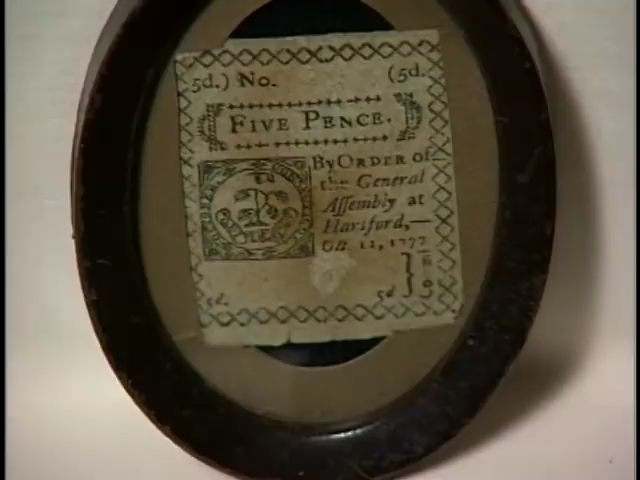 5d.) No. (5d.
FIVE PENCE.
By ORDER of
the General
Assembly at
Hartford,—
Oct 11, 1777
5d. 5d